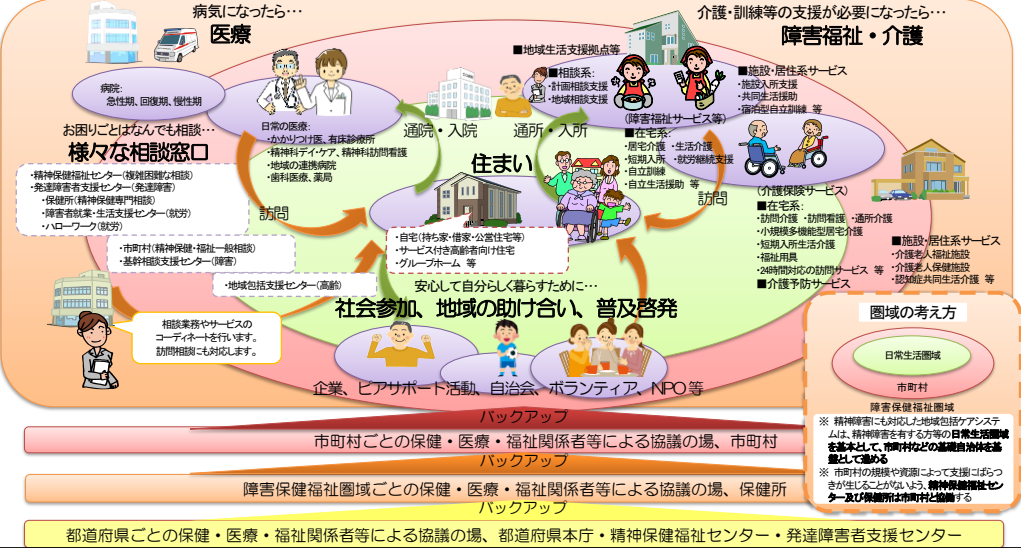 病気になったら…
医療
介護・訓練等の支援が必要になったら…
障害福祉・介護
病院:
急性期、回復期、慢性期
日常の医療:
・かかりつけ医、有床診療所
・精神科デイ・ケア、精神科訪問看護
・地域の連携病院
・歯科医療、薬局
■地域生活支援拠点等
■相談系:
・計画相談支援
・地域相談支援
通院・入院
通所・入所
(障害福祉サービス等)
■在宅系:
・居宅介護 ・生活介護
・短期入所 ・就労継続支援
・自立訓練
・自立生活援助 等
■施設・居住系サービス
・施設入所支援
・共同生活援助
・宿泊型自立訓練 等
お困りごとはなんでも相談…
様々な相談窓口
・精神保健福祉センター(複雑困難な相談)
・発達障害者支援センター(発達障害)
・保健所(精神保健専門相談)
・障害者就業・生活支援センター(就労)
・ハローワーク(就労)
・市町村(精神保健・福祉一般相談)
・基幹相談支援センター(障害)
・地域包括支援センター(高齢)
相談業務やサービスの
コーディネートを行います。
訪問相談にも対応します。
訪問
住まい
訪問
・自宅(持ち家・借家・公営住宅等)
・サービス付き高齢者向け住宅
・グループホーム 等
(介護保険サービス)
■在宅系:
・訪問介護 ・訪問看護 ・通所介護
・小規模多機能型居宅介護
・短期入所生活介護
・福祉用具
・24時間対応の訪問サービス 等
■介護予防サービス
■施設・居住系サービス
・介護老人福祉施設
・介護老人保健施設
・認知症共同生活介護 等
安心して自分らしく暮らすために…
社会参加、地域の助け合い、普及啓発
企業、ピアサポート活動、自治会、ボランティア、NPO等
圏域の考え方
日常生活圏域
市町村
障害保健福祉圏域
※ 精神障害にも対応した地域包括ケアシステ
ムは、精神障害を有する方等の日常生活圏域
を基本として、市町村などの基礎自治体を基
盤として進める
※ 市町村の規模や資源によって支援にばらつ
きが生じることがないよう、精神保健福祉セン
ター及び保健所は市町村と協働する
バックアップ
市町村ごとの保健・医療・福祉関係者等による協議の場、市町村
バックアップ
障害保健福祉圏域ごとの保健・医療・福祉関係者等による協議の場、保健所
バックアップ
都道府県ごとの保健・医療・福祉関係者等による協議の場、都道府県本庁・精神保健福祉センター・発達障害者支援センター